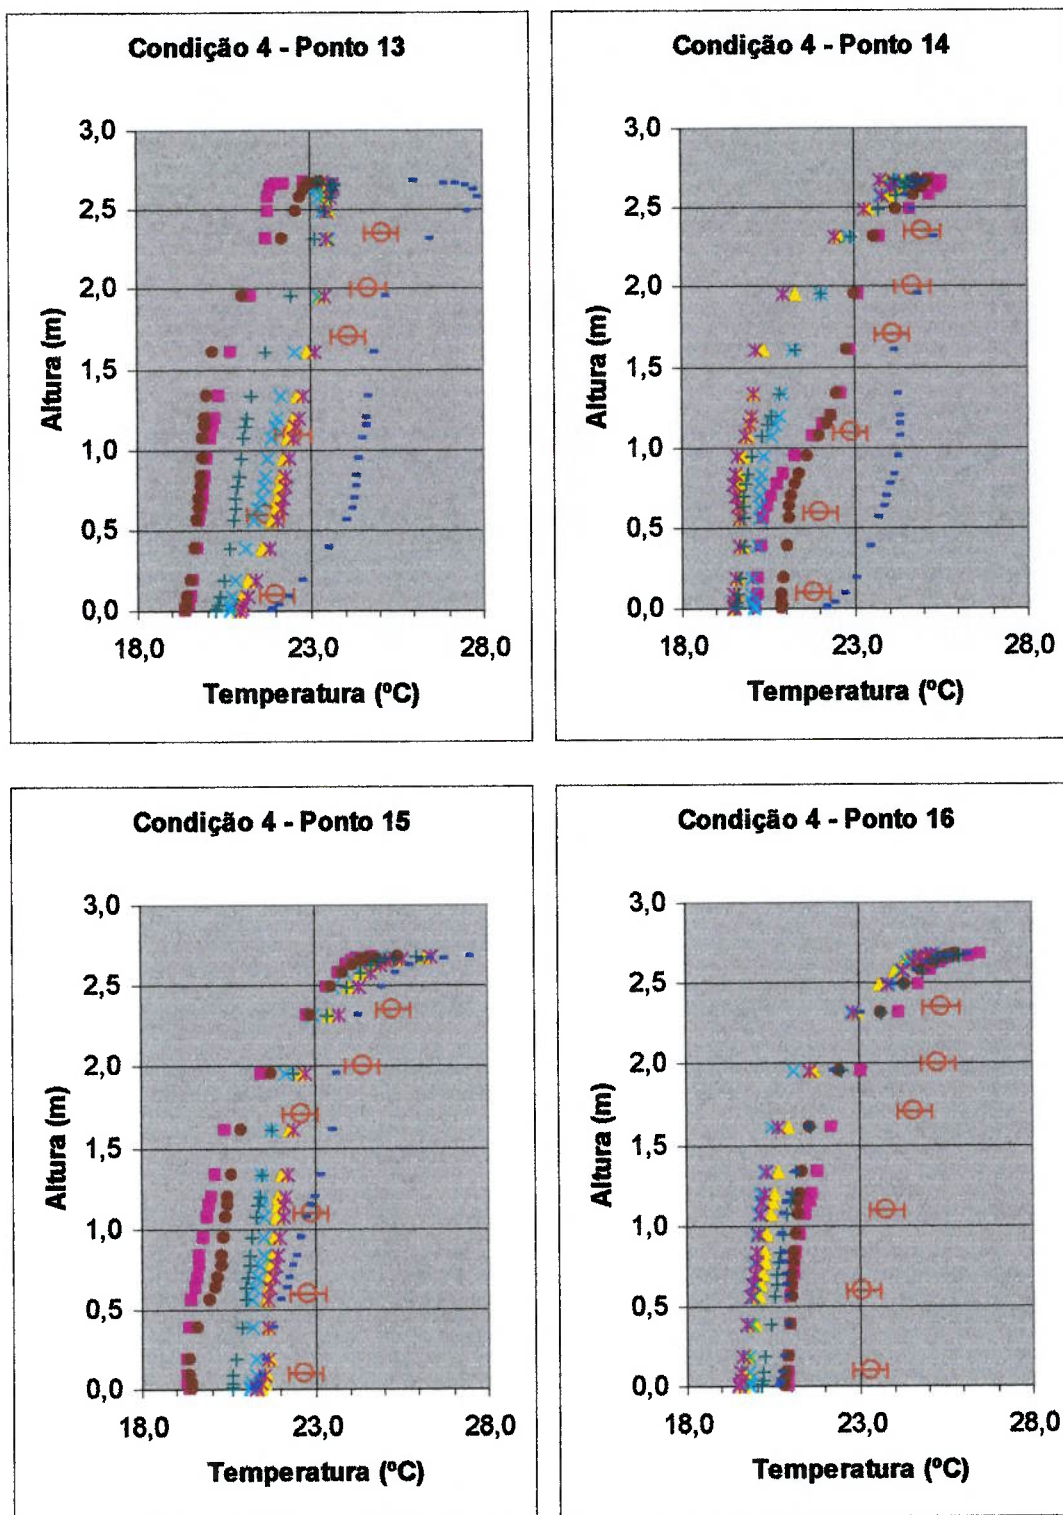 Condição 4 - Ponto 13
3,0
2,5
2,0
1,5
1,0
0,5
0,0
Altura (m)
18,0 23,0 28,0
Temperatura (ºC)
Condição 4 - Ponto 14
3,0
2,5
2,0
1,5
1,0
0,5
0,0
Altura (m)
18,0 23,0 28,0
Temperatura (ºC)
Condição 4 - Ponto 15
3,0
2,5
2,0
1,5
1,0
0,5
0,0
Altura (m)
18,0 23,0 28,0
Temperatura (ºC)
Condição 4 - Ponto 16
3,0
2,5
2,0
1,5
1,0
0,5
0,0
Altura (m)
18,0 23,0 28,0
Temperatura (ºC)